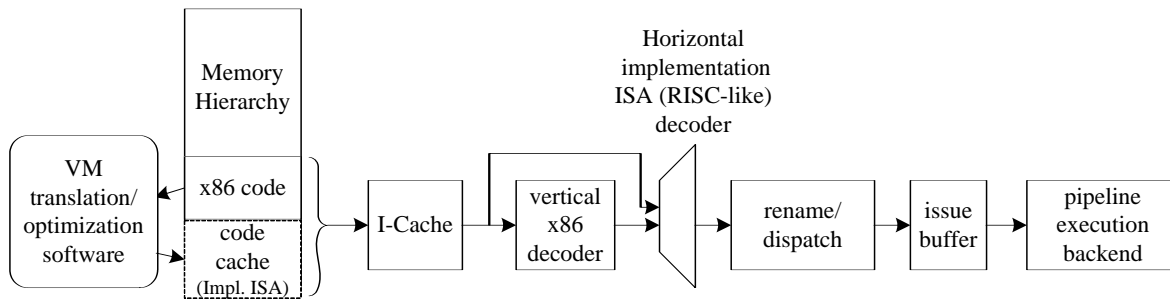 Memory
Hierarchy
VM
translation/
optimization
software
x86 code
code
cache
(Impl. ISA)
I-Cache
vertical
x86
decoder
Horizontal
implementation
ISA (RISC-like)
decoder
rename/
dispatch
issue
buffer
pipeline
execution
backend